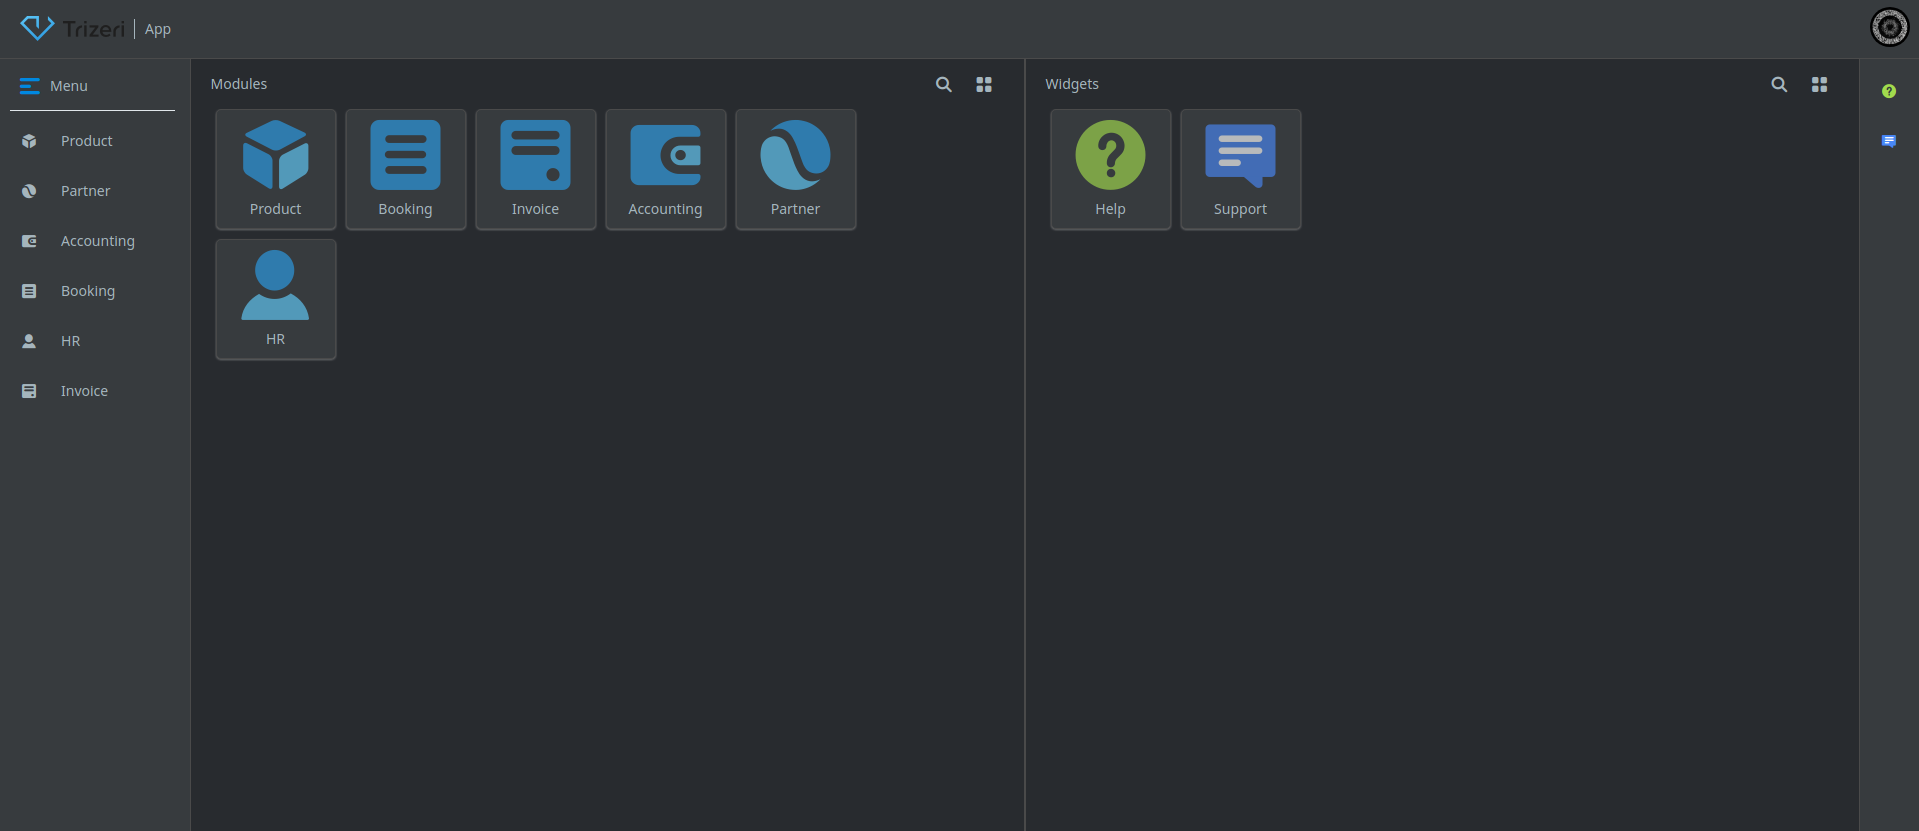 Trizeri | App
Menu
Product
Partner
Accounting
Booking
HR
Invoice
Modules
Product
Booking
Invoice
Accounting
Partner
HR
Widgets
Help
Support